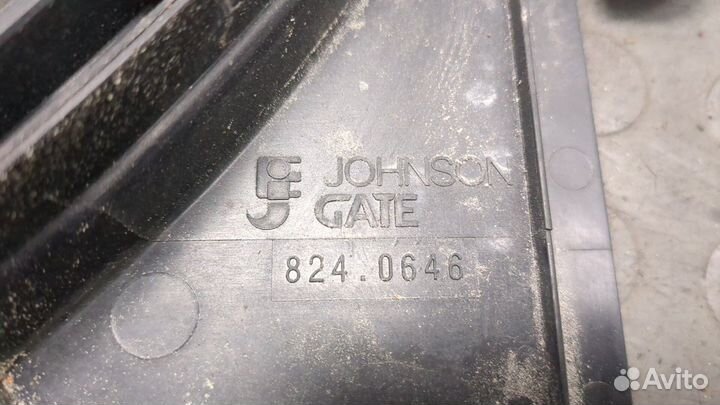 JOHNSON
GATE
824.0646
Avito